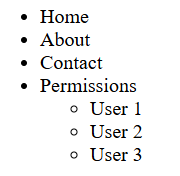 Home
About
Contact
Permissions
User 1
User 2
User 3